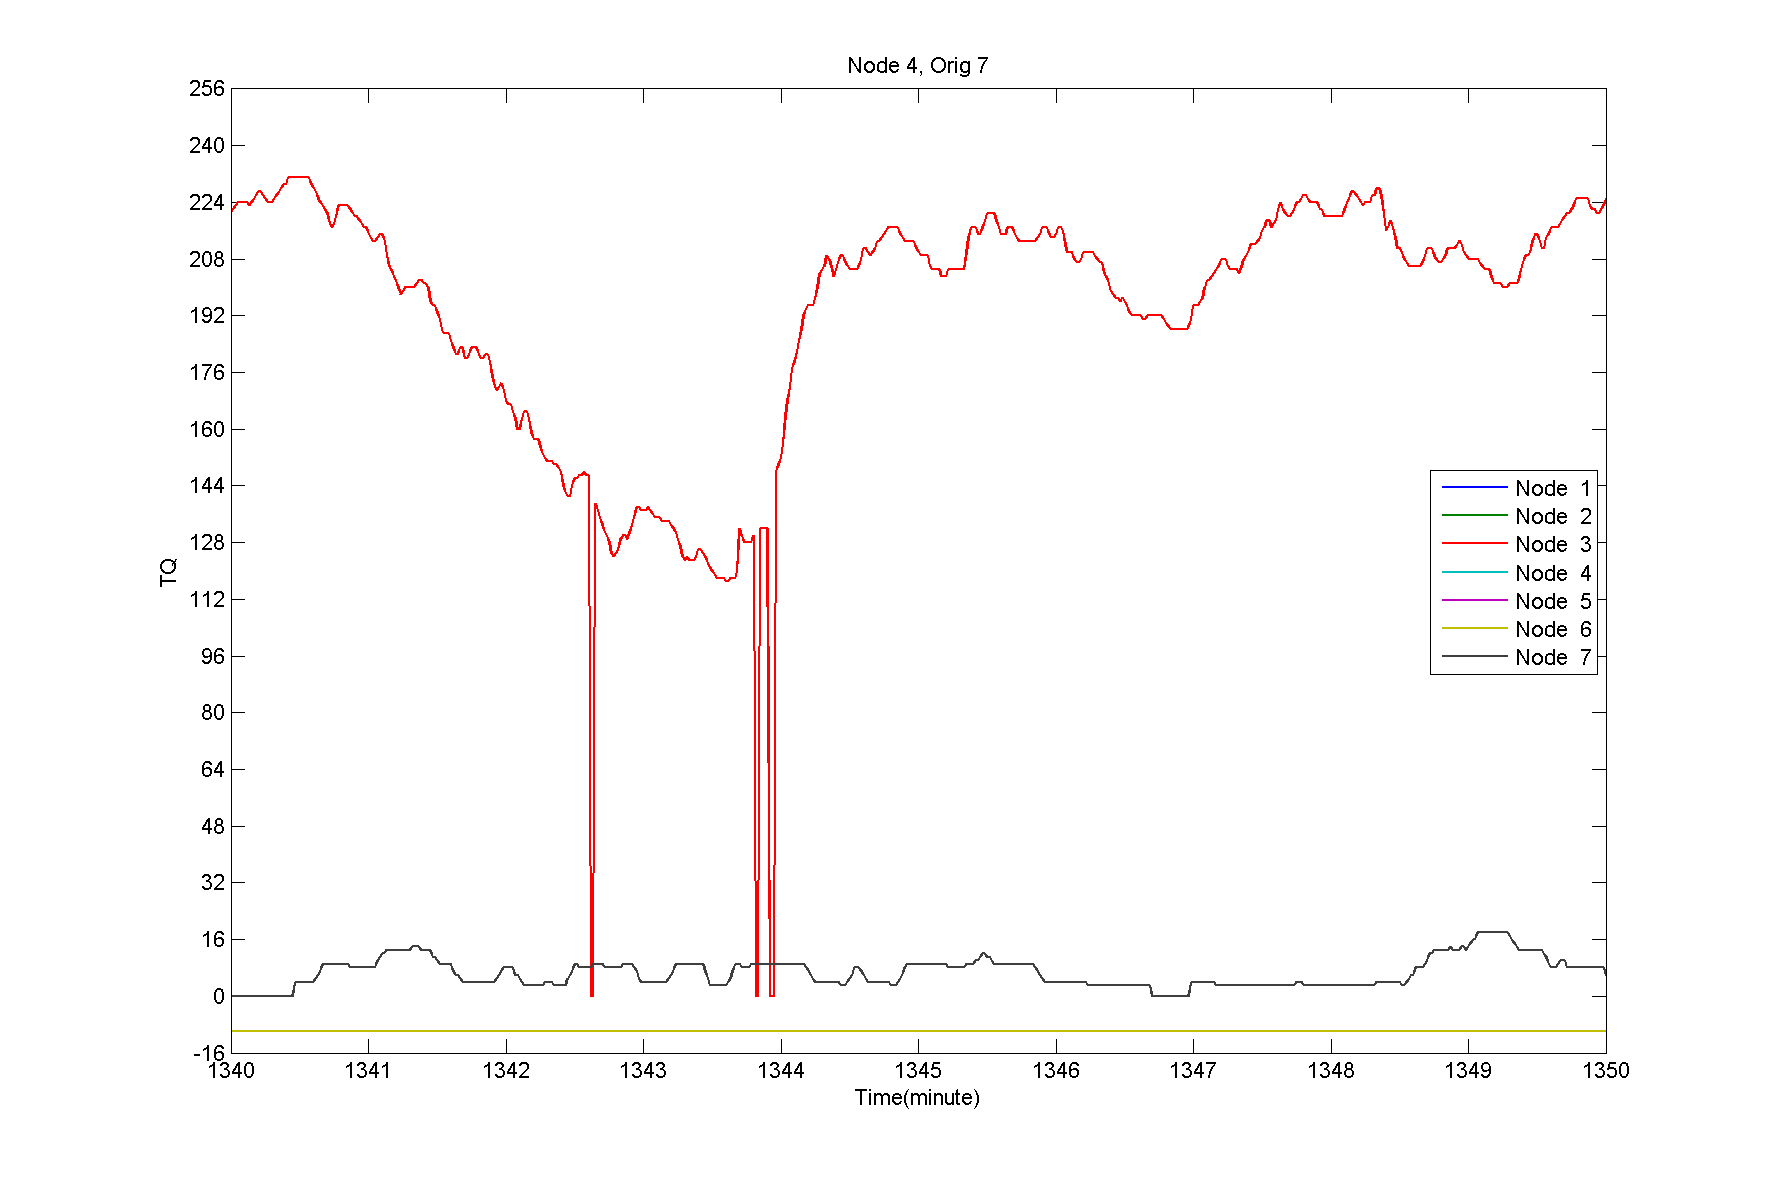 Node 4, Orig 7
256
240
224
208
192
176
160
144
128
112
96
80
64
48
32
16
0
-16
TQ
Node 1
Node 2
Node 3
Node 4
Node 5
Node 6
Node 7
1340 1341 1342 1343 1344 1345 1346 1347 1348 1349 1350
Time(minute)